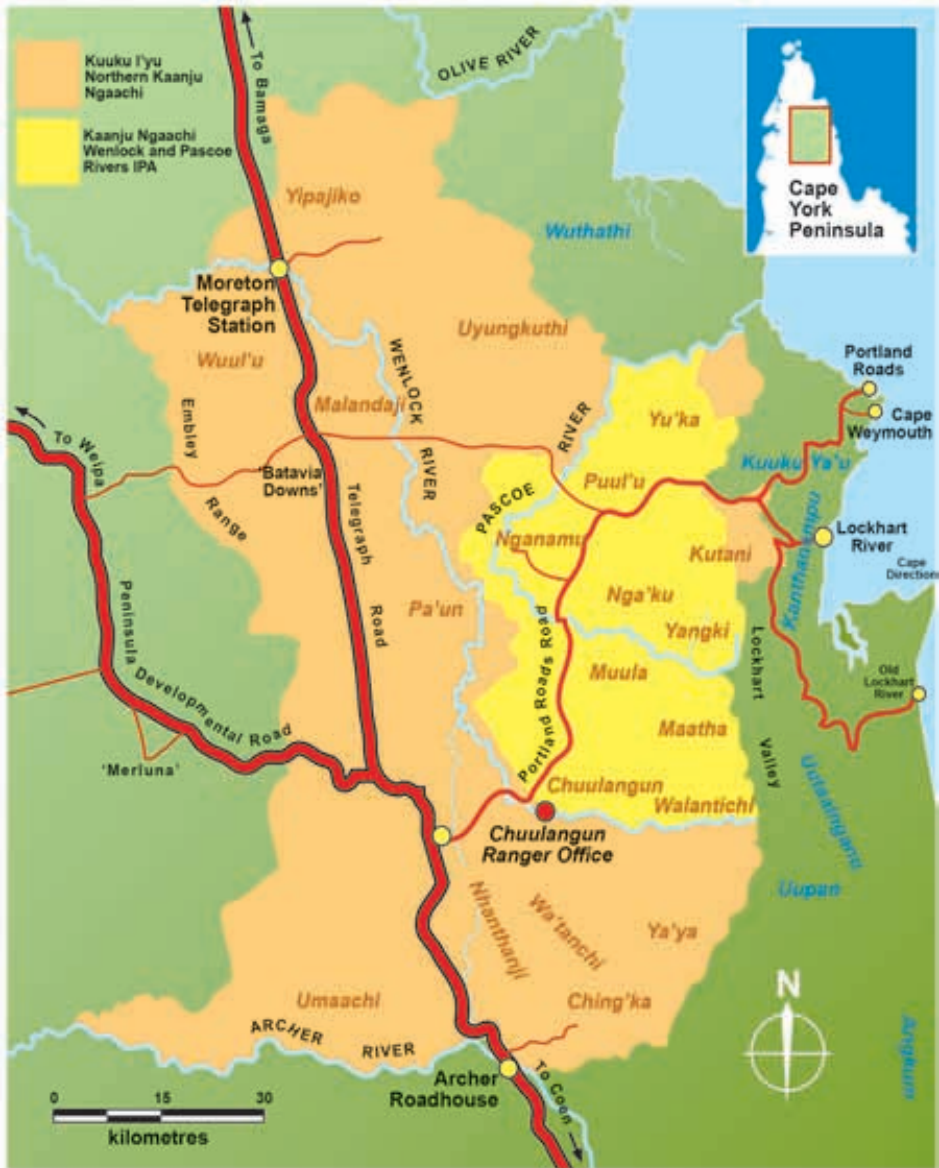 Kuuku I'yu
Northern Kaanju
Ngaachi
Kaanju Ngaachi
Wenlock and Pascoe
Rivers IPA
To Bamaga
OLIVE RIVER
Cape
York
Peninsula
Yipajiko
Wuthathi
Moreton
Telegraph
Station
Uyungkuthi
Wuul'u
WENLOCK
RIVER
Malandaji
Embley
Range
To Weipa
'Batavia
Downs'
Telegraph
Road
PASCOE
RIVER
Yu'ka
Puul'u
Portland
Roads
Cape
Weymouth
Kuuku Ya'u
Nganamu
Kutani
Lockhart
River
Kanthanampu
Cape
Directions
Pa'un
Nga'ku
Yangki
Peninsula Developmental Road
Portland Roads Road
Muula
Lockhart
Valley
Old
Lockhart
River
'Merluna'
Maatha
Chuulangun
Walantichl
Uutaalnganu
Chuulangun
Ranger Office
Uupan
Nhanthanji
Wa'tanchi
Ya'ya
Umaachi
Ching'ka
N
ARCHER
RIVER
Angkum
Archer
Roadhouse
To Coen
0 15 30
kilometres